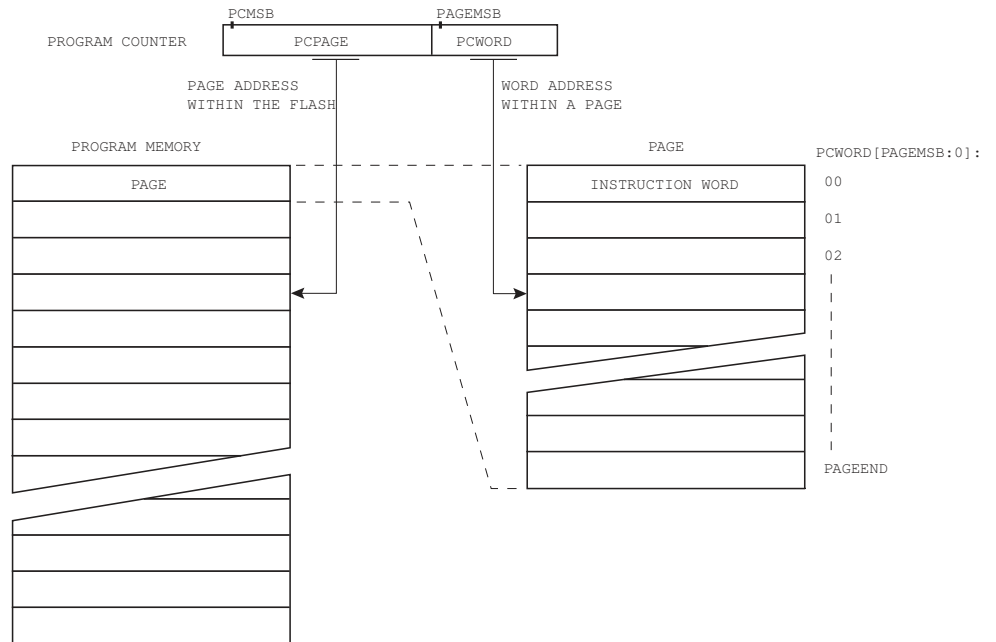 PCMSB
PAGEMSB
PROGRAM COUNTER
PCPAGE
PCWORD
PAGE ADDRESS
WITHIN THE FLASH
WORD ADDRESS
WITHIN A PAGE
PROGRAM MEMORY
PAGE
PCWORD[PAGEMSB:0]:
PAGE
INSTRUCTION WORD
00
01
02
PAGEEND